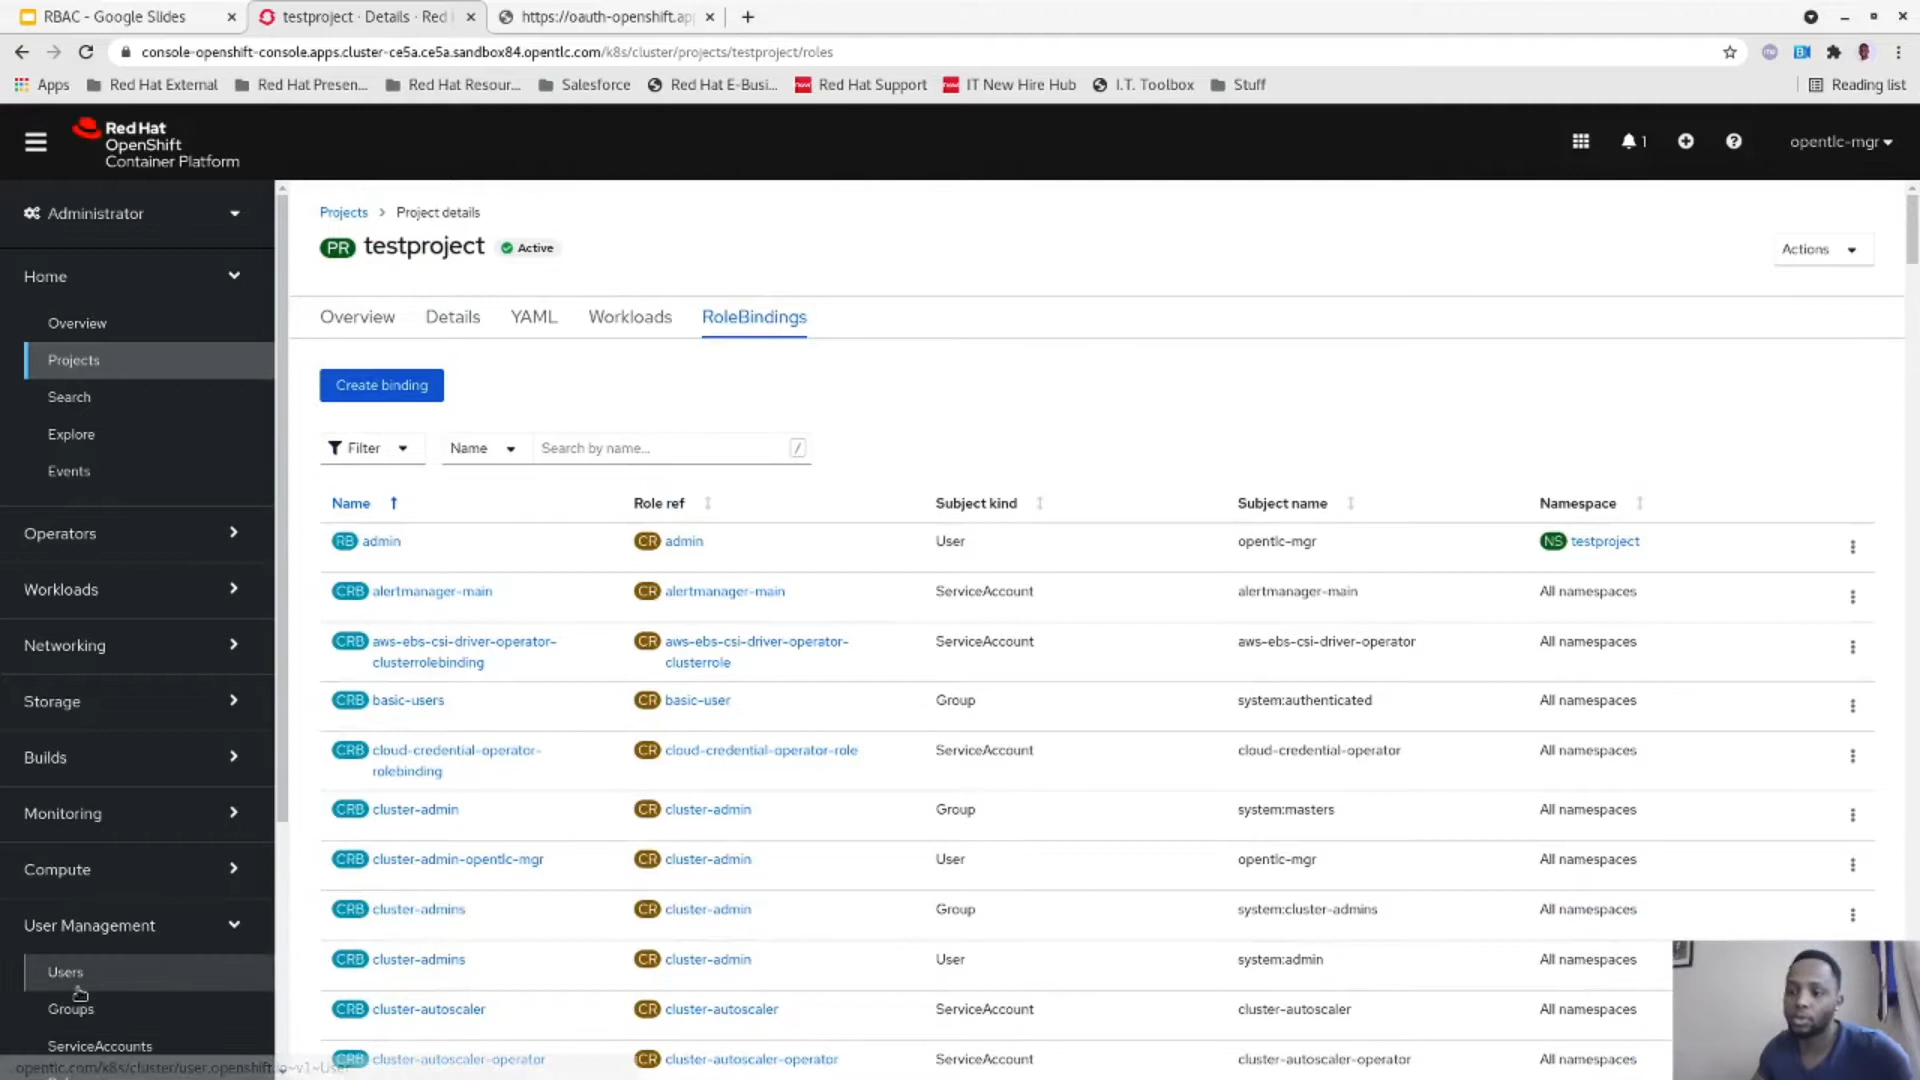 RBAC - Google Slides
testproject · Details · Red
https://oauth-openshift.ap
console-openshift-console.apps.cluster-ce5a.ce5a.sandbox84.opentlc.com/k8s/cluster/projects/testproject/roles
Apps
Red Hat External
Red Hat Presen...
Red Hat Resour...
Salesforce
Red Hat E-Busi...
Red Hat Support
IT New Hire Hub
I.T. Toolbox
Stuff
Reading list
Red Hat
OpenShift
Container Platform
1
opentlc-mgr
Administrator
Home
Overview
Projects
Search
Explore
Events
Operators
Workloads
Networking
Storage
Builds
Monitoring
Compute
User Management
Users
Groups
ServiceAccounts
Projects > Project details
PR testproject Active
Actions
Overview Details YAML Workloads RoleBindings
Create binding
Filter Name Search by name... /
Name Role ref Subject kind Subject name Namespace
RB admin CR admin User opentlc-mgr NS testproject
CRB alertmanager-main CR alertmanager-main ServiceAccount alertmanager-main All namespaces
CRB aws-ebs-csi-driver-operator- CR aws-ebs-csi-driver-operator- ServiceAccount aws-ebs-csi-driver-operator All namespaces
clusterrolebinding clusterrole
CRB basic-users CR basic-user Group system:authenticated All namespaces
CRB cloud-credential-operator- CR cloud-credential-operator-role ServiceAccount cloud-credential-operator All namespaces
rolebinding
CRB cluster-admin CR cluster-admin Group system:masters All namespaces
CRB cluster-admin-opentlc-mgr CR cluster-admin User opentlc-mgr All namespaces
CRB cluster-admins CR cluster-admin Group system:cluster-admins All namespaces
CRB cluster-admins CR cluster-admin User system:admin All namespaces
CRB cluster-autoscaler CR cluster-autoscaler ServiceAccount cluster-autoscaler All namespaces
CRB cluster-autoscaler-operator CR cluster-autoscaler-operator ServiceAccount cluster-autoscaler-operator All namespaces